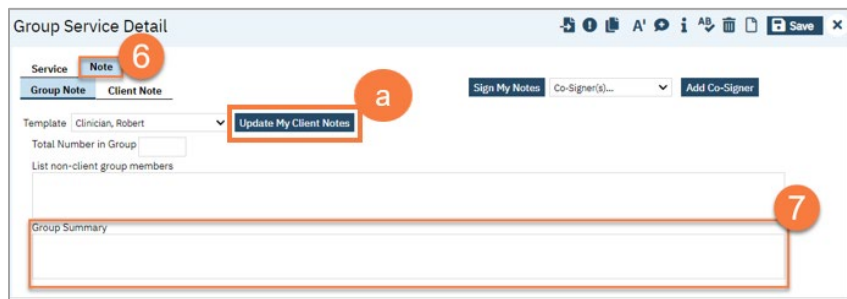 Group Service Detail
A
i
AB
Save
X
6
Service Note
a
Group Note Client Note
Sign My Notes Co-Signer(s)... Add Co-Signer
Template Clinician, Robert Update My Client Notes
Total Number in Group
List non-client group members
7
Group Summary